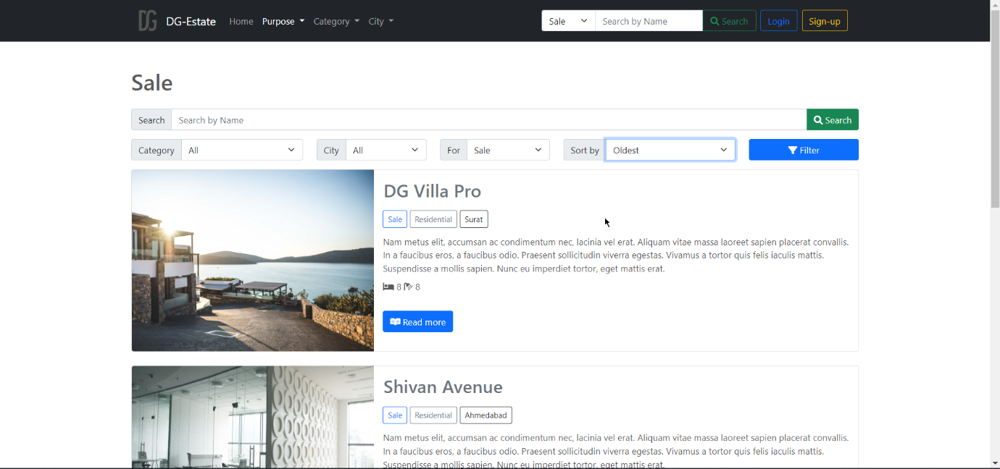 DG DG-Estate Home Purpose Category City Sale Search by Name Search Login Sign-up
Sale
Search Search by Name Search
Category All City All For Sale Sort by Oldest Filter
DG Villa Pro
Sale Residential Surat
Nam metus elit, accumsan ac condimentum nec, lacinia vel erat. Aliquam vitae massa laoreet sapien placerat convallis.
In a faucibus eros, a faucibus odio. Praesent sollicitudin viverra egestas. Vivamus a tortor quis felis iaculis mattis.
Suspendisse a mollis sapien. Nunc eu imperdiet tortor, eget mattis erat.
8 8
Read more
Shivan Avenue
Sale Residential Ahmedabad
Nam metus elit, accumsan ac condimentum nec, lacinia vel erat. Aliquam vitae massa laoreet sapien placerat convallis.
In a faucibus eros, a faucibus odio. Praesent sollicitudin viverra egestas. Vivamus a tortor quis felis iaculis mattis.
Suspendisse a mollis sapien. Nunc eu imperdiet tortor, eget mattis erat.